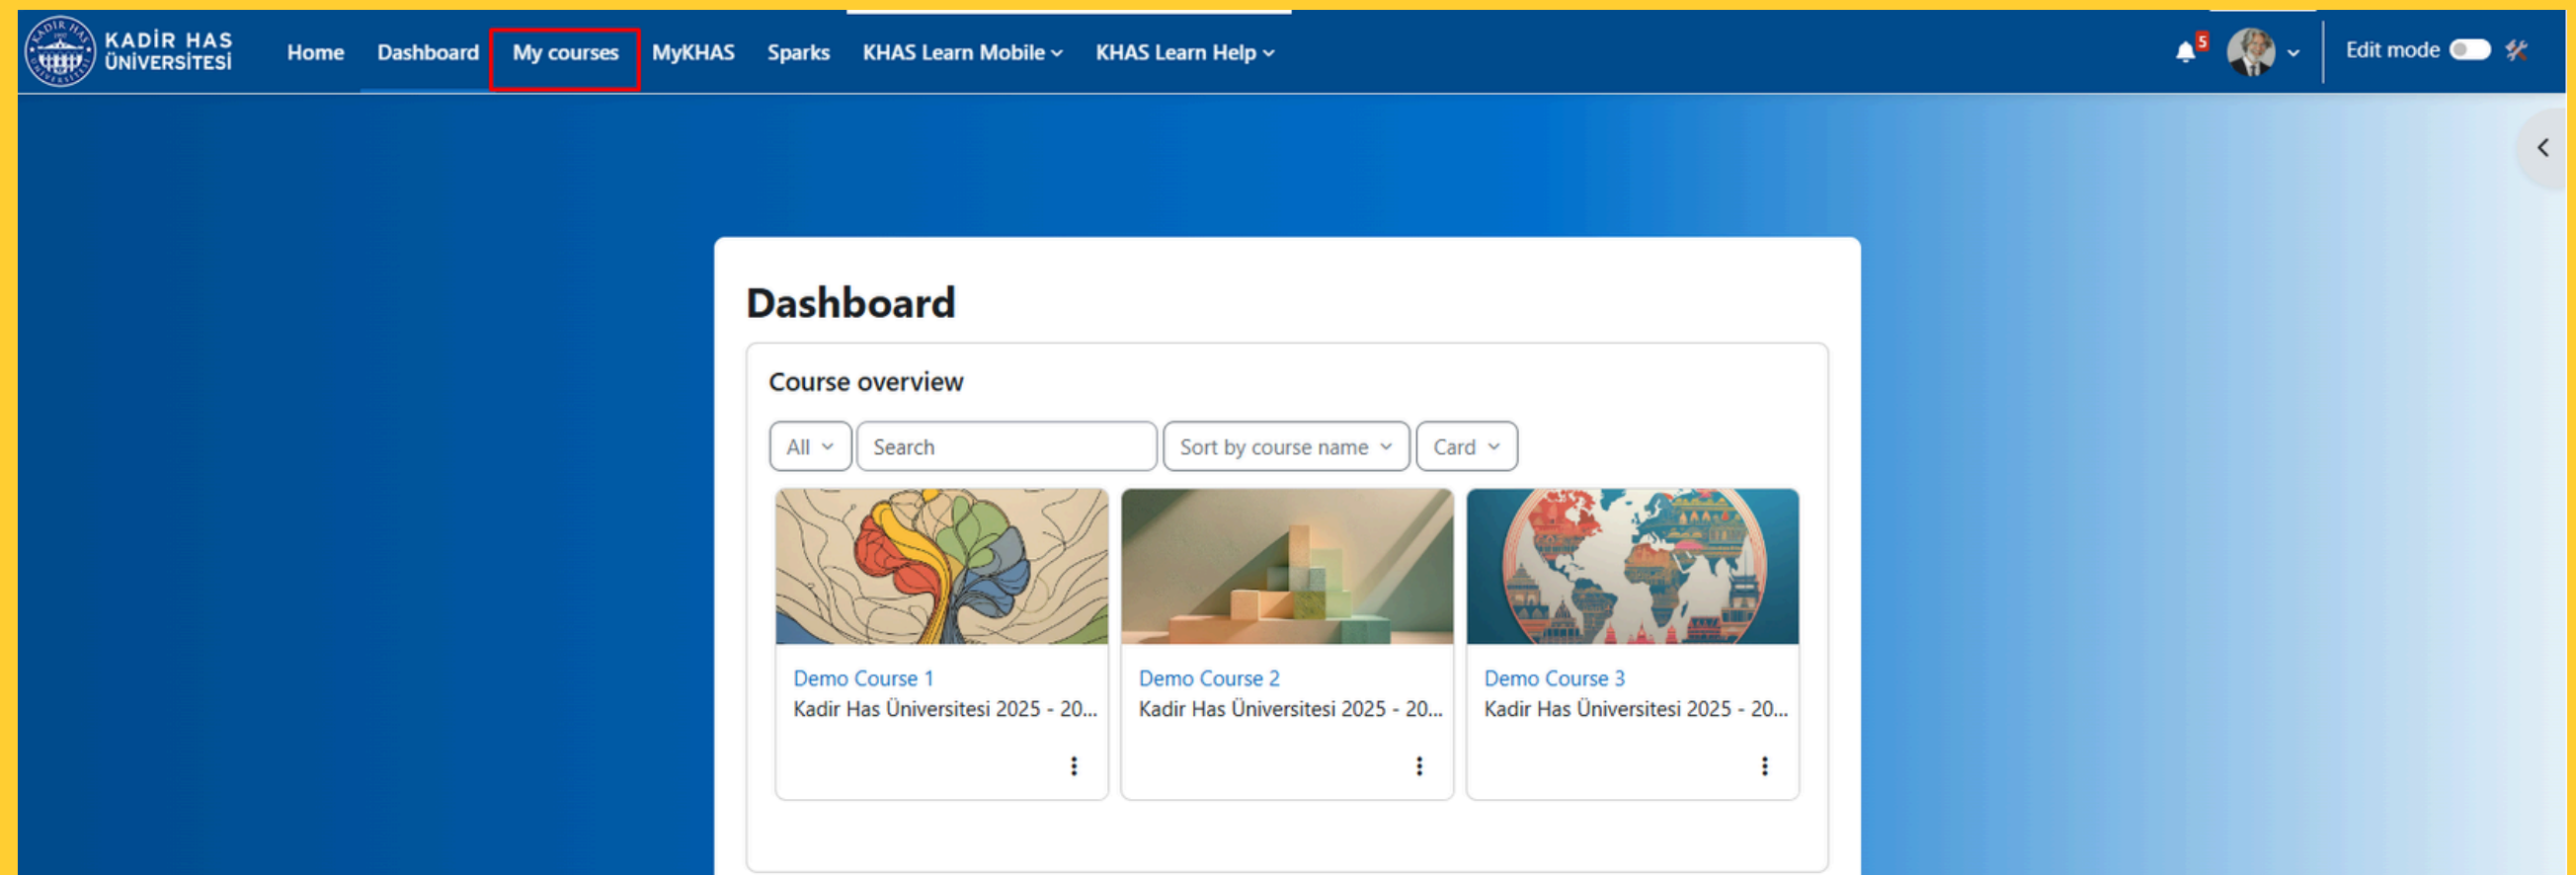 KADİR HAS
ÜNİVERSİTESİ
Home Dashboard My courses MyKHAS Sparks KHAS Learn Mobile KHAS Learn Help 5 Edit mode
Dashboard
Course overview
All Search Sort by course name Card
Demo Course 1 Demo Course 2 Demo Course 3
Kadir Has Üniversitesi 2025 - 20... Kadir Has Üniversitesi 2025 - 20... Kadir Has Üniversitesi 2025 - 20...